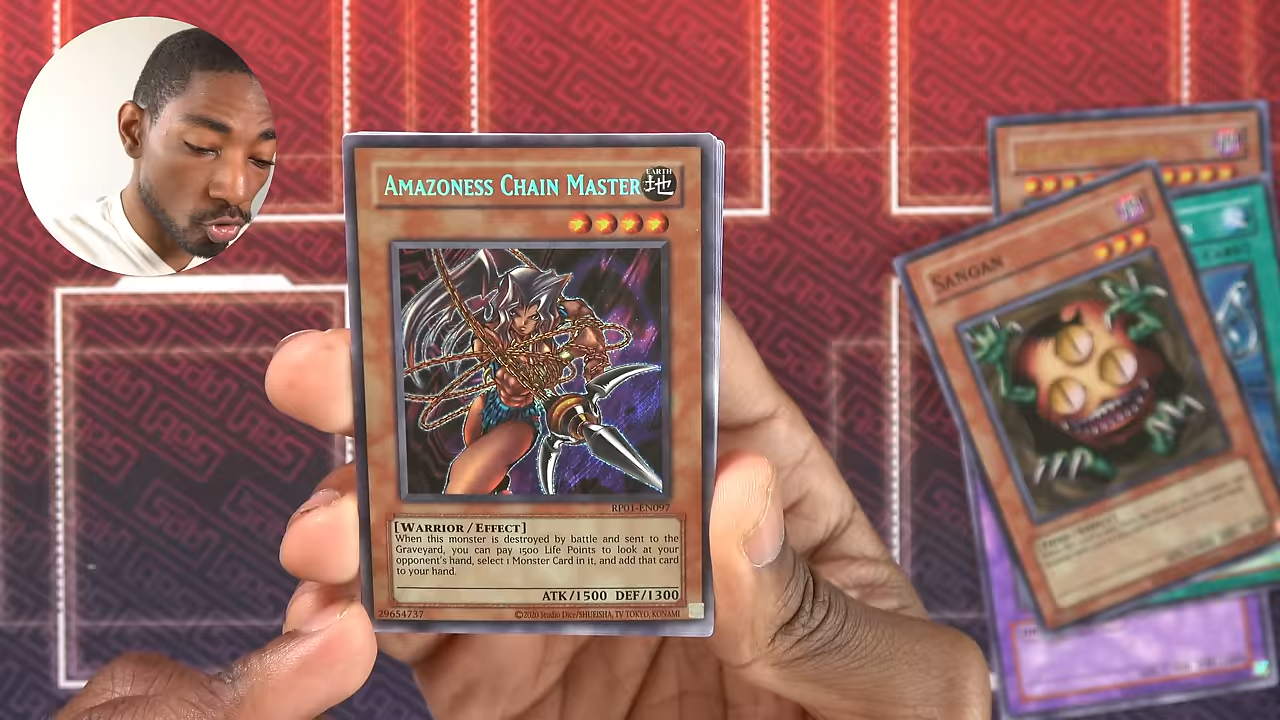 AMAZONESS CHAIN MASTER
EARTH
地
RP01-EN097
[WARRIOR / EFFECT]
When this monster is destroyed by battle and sent to the
Graveyard, you can pay 1500 Life Points to look at your
opponent's hand, select 1 Monster Card in it, and add that card
to your hand.
ATK/1500 DEF/1300
29654737
©2020 Studio Dice/SHUEISHA, TV TOKYO, KONAMI
SANGAN